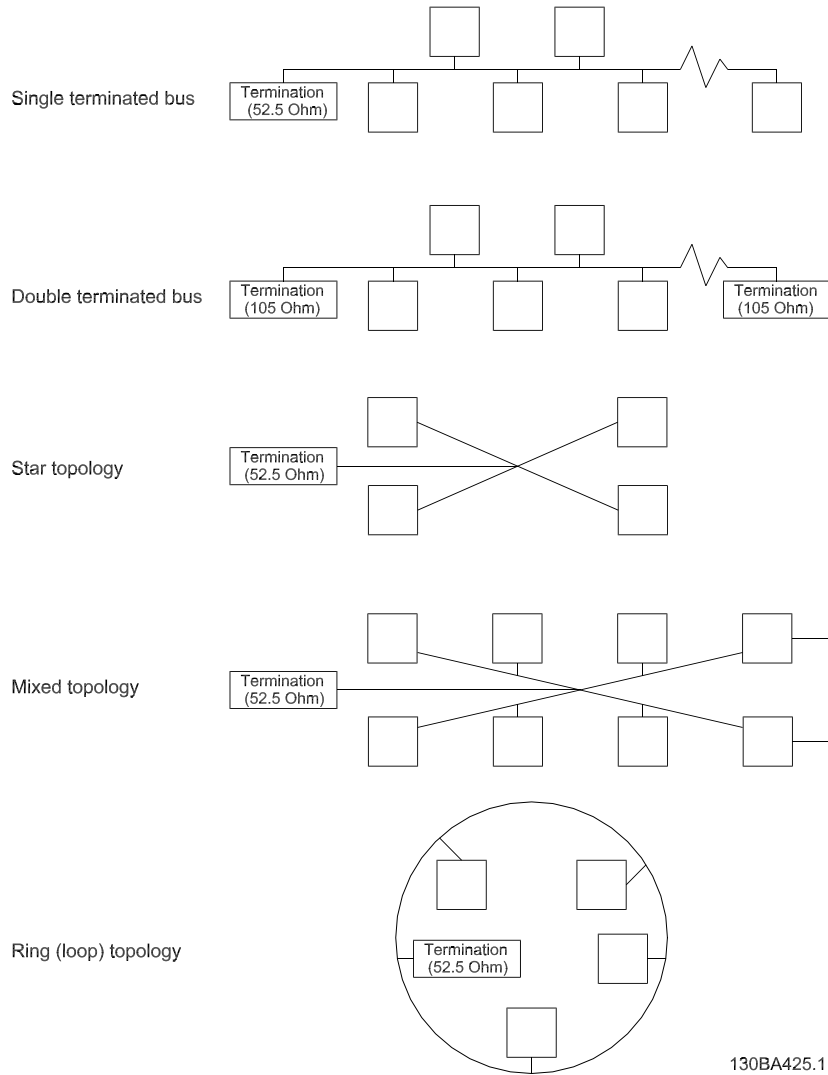 Single terminated bus
Termination
(52.5 Ohm)
Double terminated bus
Termination
(105 Ohm)
Termination
(105 Ohm)
Star topology
Termination
(52.5 Ohm)
Mixed topology
Termination
(52.5 Ohm)
Ring (loop) topology
Termination
(52.5 Ohm)
130BA425.1